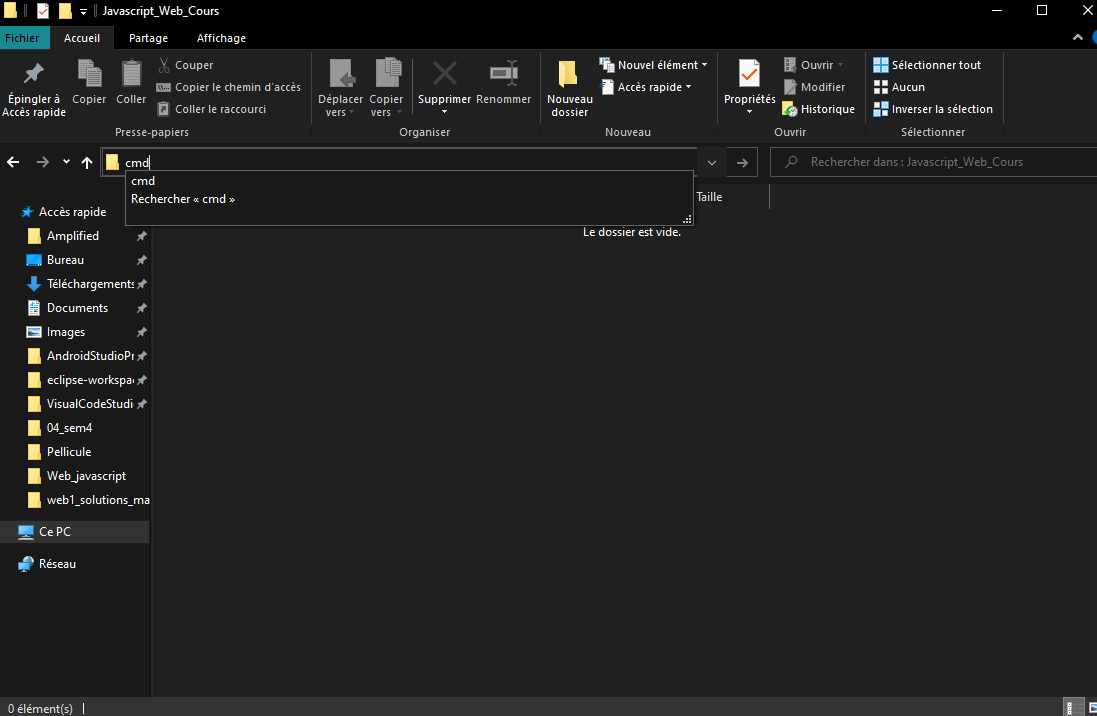 Javascript_Web_Cours
Fichier
Accueil
Partage
Affichage
Épingler à
Accès rapide
Copier
Coller
Couper
Copier le chemin d'accès
Coller le raccourci
Presse-papiers
Déplacer
vers
Copier
vers
Supprimer
Renommer
Organiser
Nouveau
dossier
Nouvel élément
Accès rapide
Nouveau
Propriétés
Ouvrir
Modifier
Historique
Ouvrir
Sélectionner tout
Aucun
Inverser la sélection
Sélectionner
cmd
Rechercher dans : Javascript_Web_Cours
cmd
Rechercher « cmd »
Taille
Le dossier est vide.
Accès rapide
Amplified
Bureau
Téléchargements
Documents
Images
AndroidStudioPr
eclipse-workspac
VisualCodeStudi
04_sem4
Pellicule
Web_javascript
web1_solutions_ma
Ce PC
Réseau
0 élément(s)